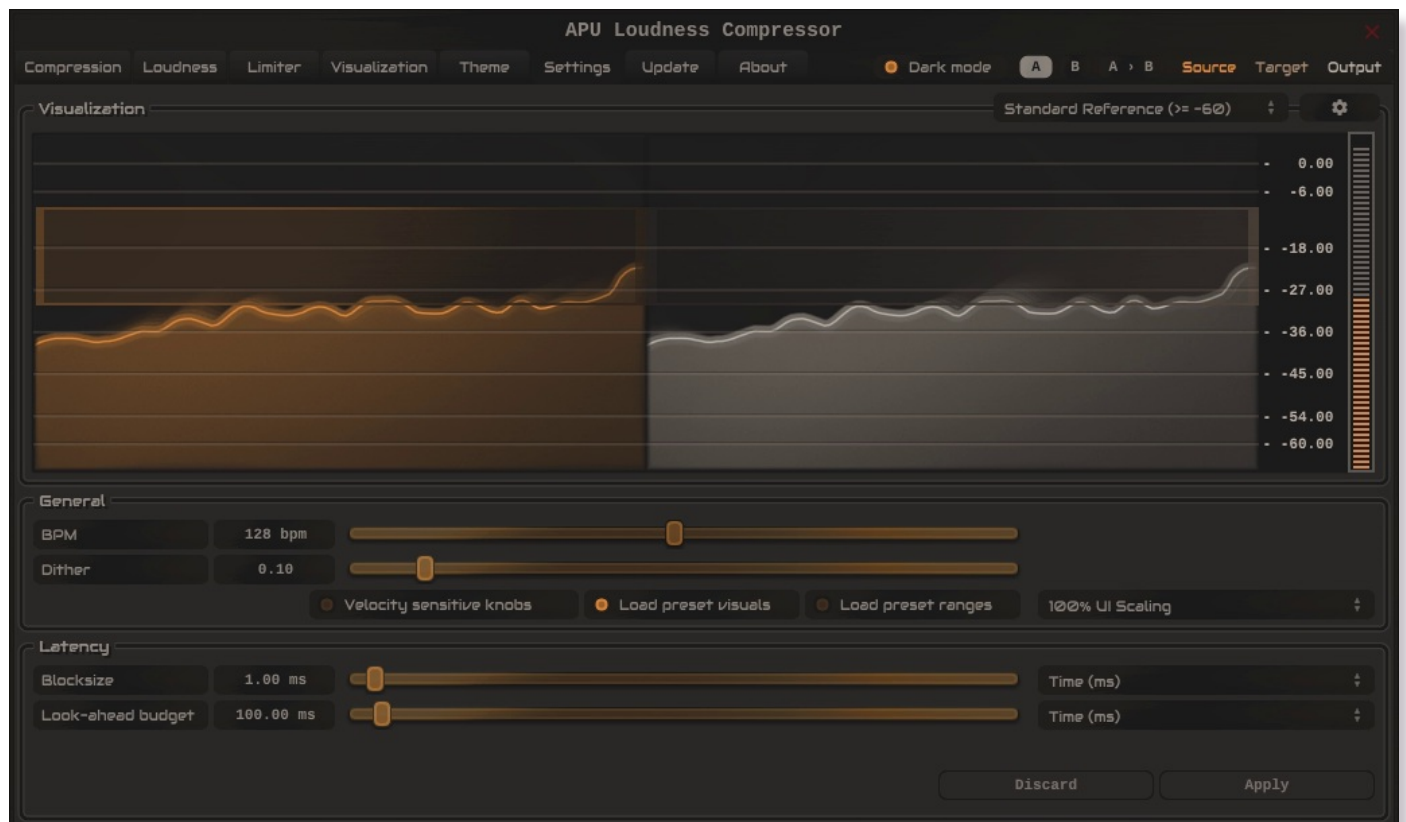 APU Loudness Compressor
Compression Loudness Limiter Visualization Theme Settings Update About Dark mode A B A › B Source Target Output
Visualization Standard Reference (>= -60)
- 0.00
- -6.00
- -18.00
- -27.00
- -36.00
- -45.00
- -54.00
- -60.00
General
BPM 128 bpm
Dither 0.10
Velocity sensitive knobs Load preset visuals Load preset ranges 100% UI Scaling
Latency
Blocksize 1.00 ms Time (ms)
Look-ahead budget 100.00 ms Time (ms)
Discard Apply